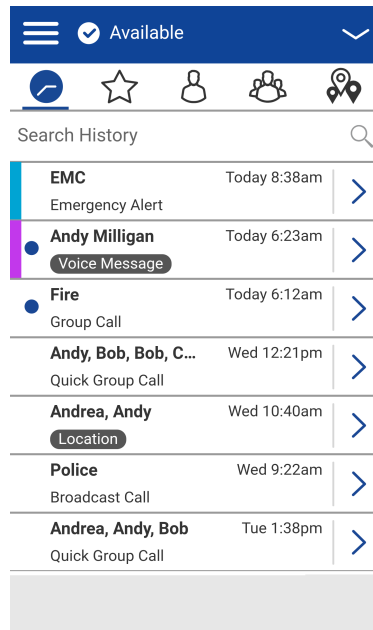 Available
Search History
EMC Today 8:38am
Emergency Alert
Andy Milligan Today 6:23am
Voice Message
Fire Today 6:12am
Group Call
Andy, Bob, Bob, C... Wed 12:21pm
Quick Group Call
Andrea, Andy Wed 10:40am
Location
Police Wed 9:22am
Broadcast Call
Andrea, Andy, Bob Tue 1:38pm
Quick Group Call